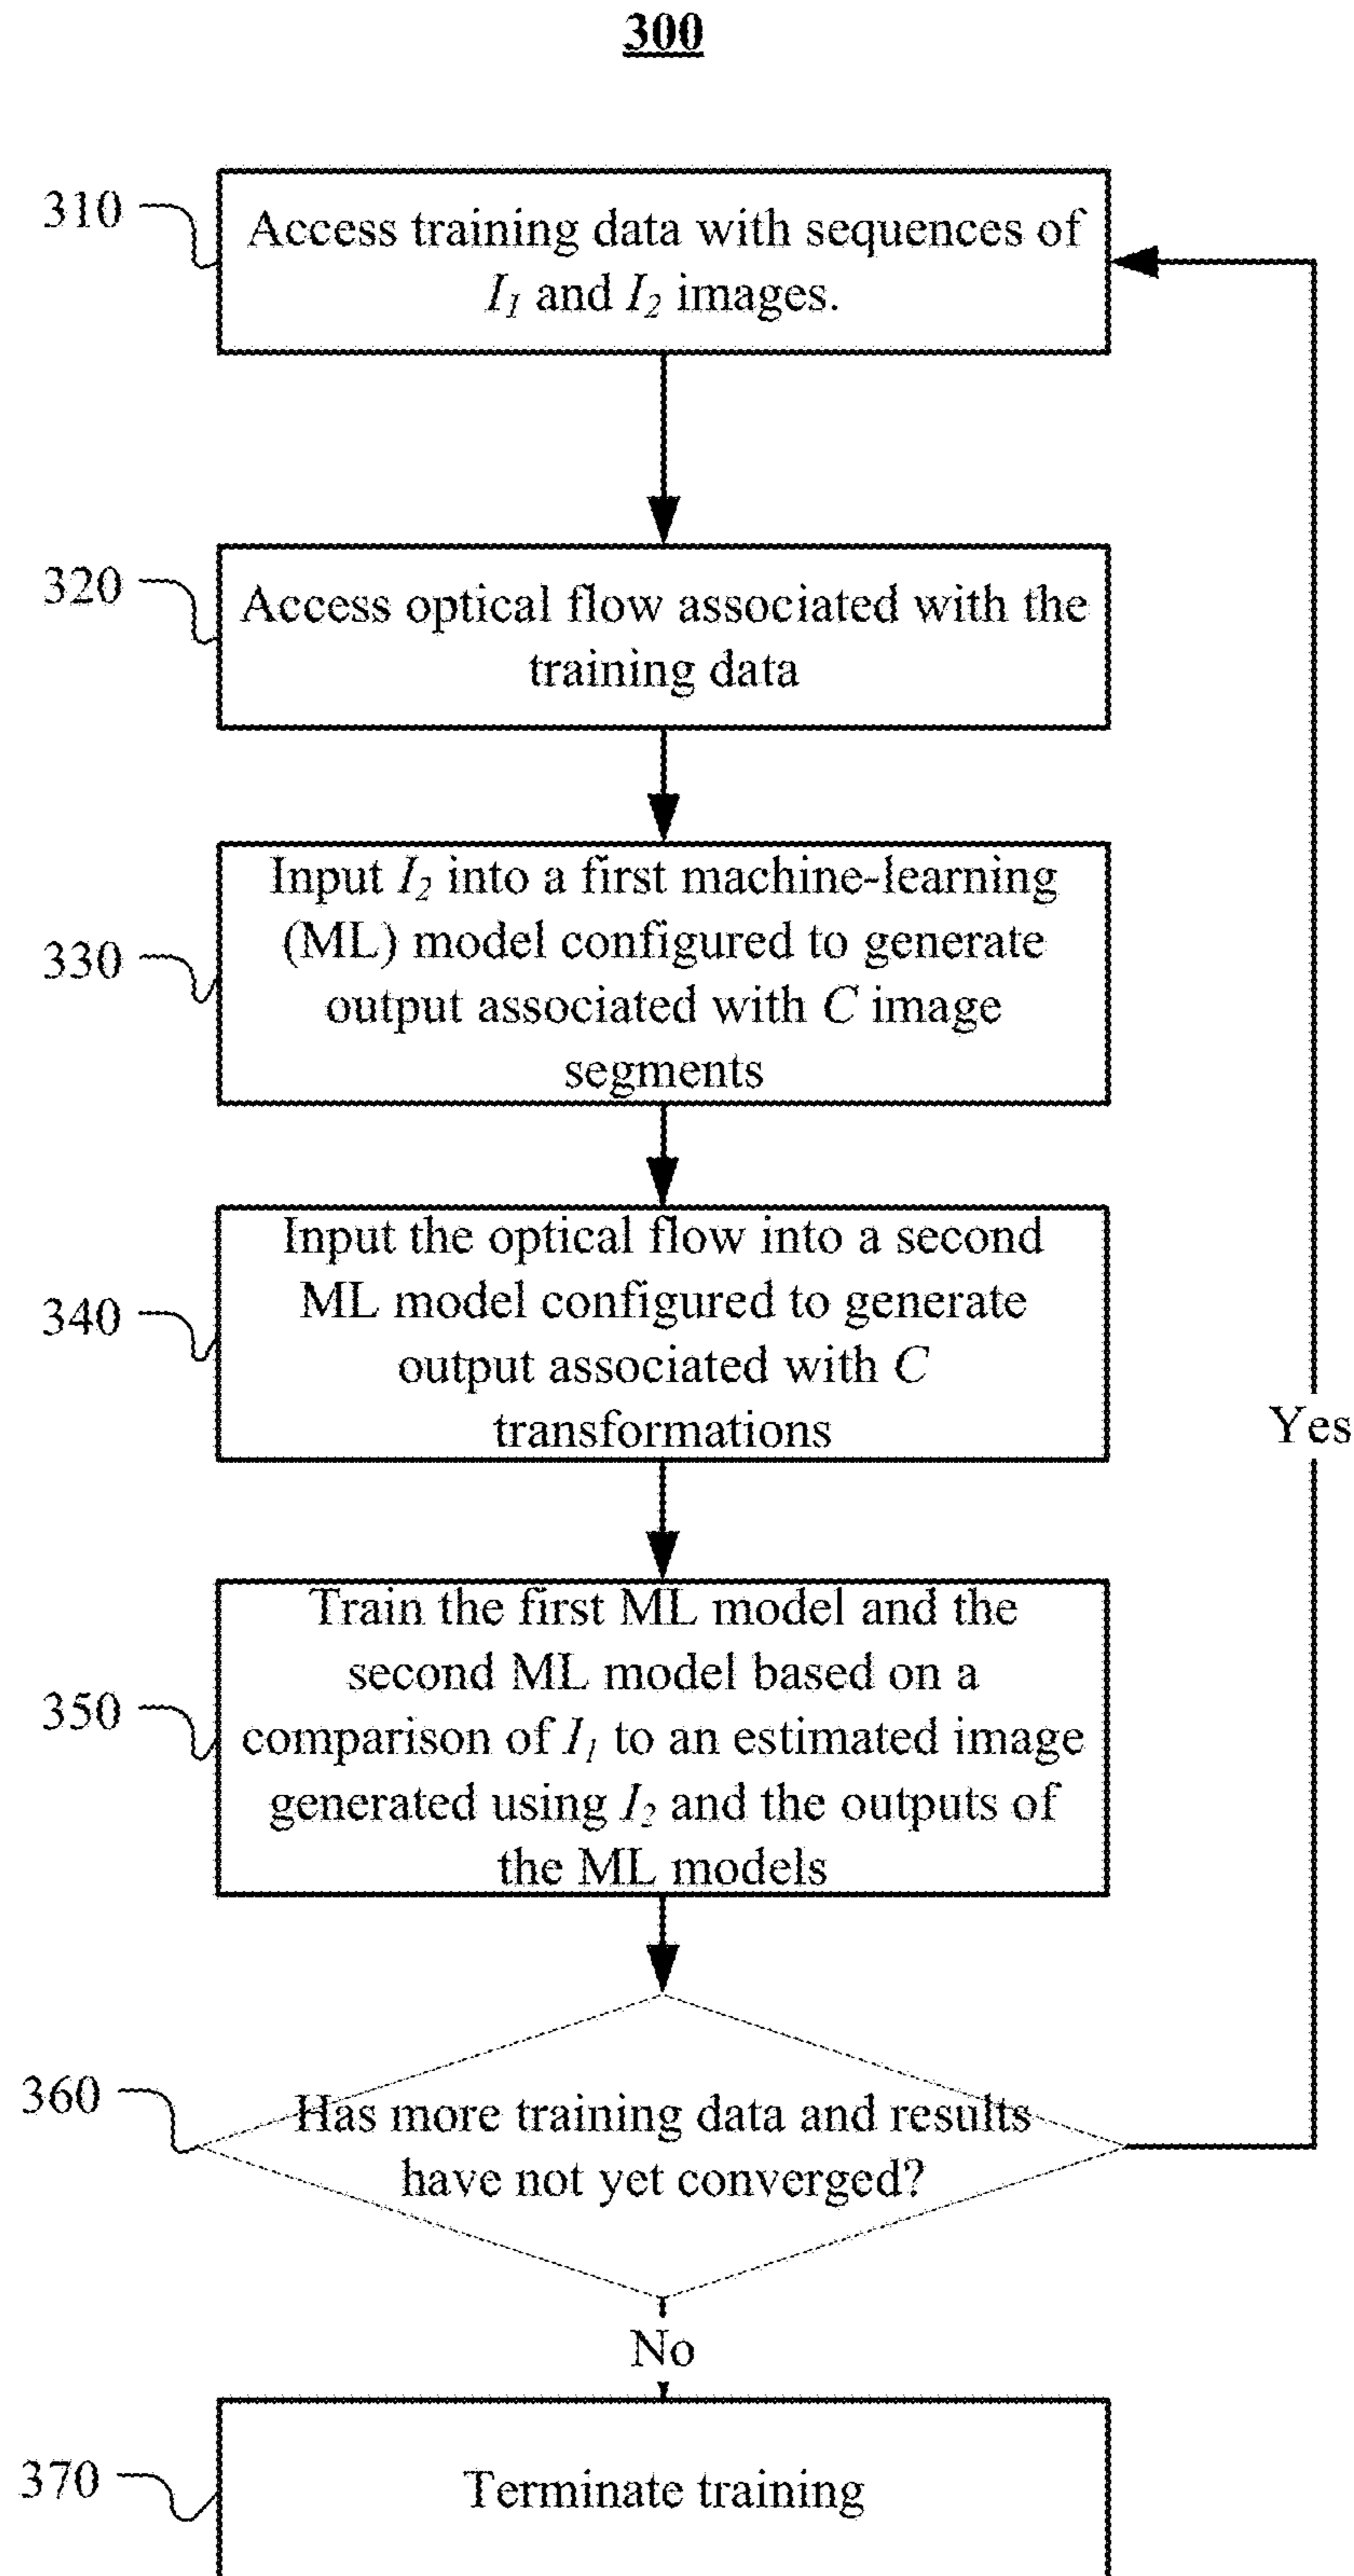 300
310
Access training data with sequences of
I₁ and I₂ images.
320
Access optical flow associated with the
training data
330
Input I₂ into a first machine-learning
(ML) model configured to generate
output associated with C image
segments
340
Input the optical flow into a second
ML model configured to generate
output associated with C
transformations
Yes
350
Train the first ML model and the
second ML model based on a
comparison of I₁ to an estimated image
generated using I₂ and the outputs of
the ML models
360
Has more training data and results
have not yet converged?
No
370
Terminate training